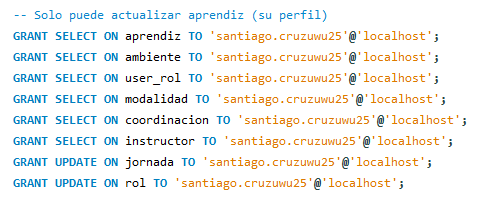 -- Solo puede actualizar aprendiz (su perfil)
GRANT SELECT ON aprendiz TO 'santiago.cruzuwu25'@'localhost';
GRANT SELECT ON ambiente TO 'santiago.cruzuwu25'@'localhost';
GRANT SELECT ON user_rol TO 'santiago.cruzuwu25'@'localhost';
GRANT SELECT ON modalidad TO 'santiago.cruzuwu25'@'localhost';
GRANT SELECT ON coordinacion TO 'santiago.cruzuwu25'@'localhost';
GRANT SELECT ON instructor TO 'santiago.cruzuwu25'@'localhost';
GRANT UPDATE ON jornada TO 'santiago.cruzuwu25'@'localhost';
GRANT UPDATE ON rol TO 'santiago.cruzuwu25'@'localhost';